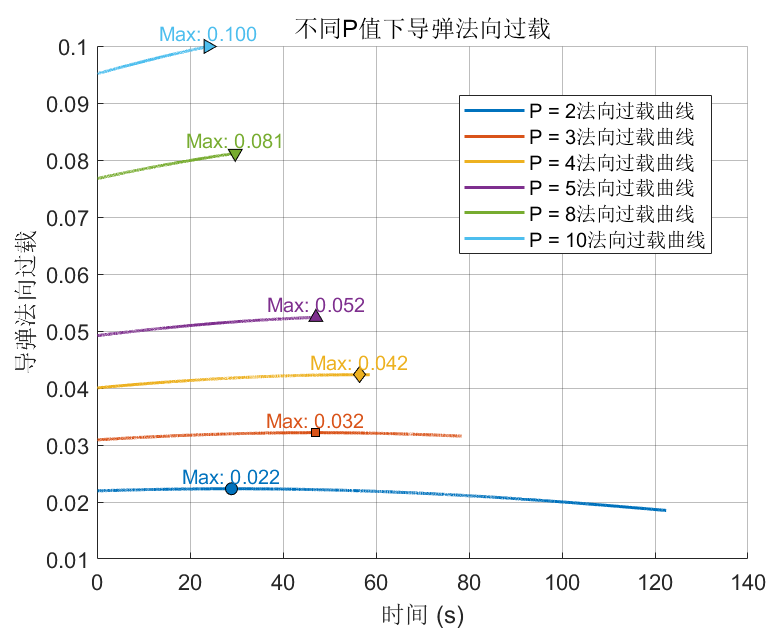 不同P值下导弹法向过载
Max: 0.100
0.1
0.09
P = 2法向过载曲线
P = 3法向过载曲线
P = 4法向过载曲线
P = 5法向过载曲线
P = 8法向过载曲线
P = 10法向过载曲线
Max: 0.081
0.08
0.07
0.06
导弹法向过载
Max: 0.052
0.05
Max: 0.042
0.04
Max: 0.032
0.03
Max: 0.022
0.02
0.01
0 20 40 60 80 100 120 140
时间 (s)